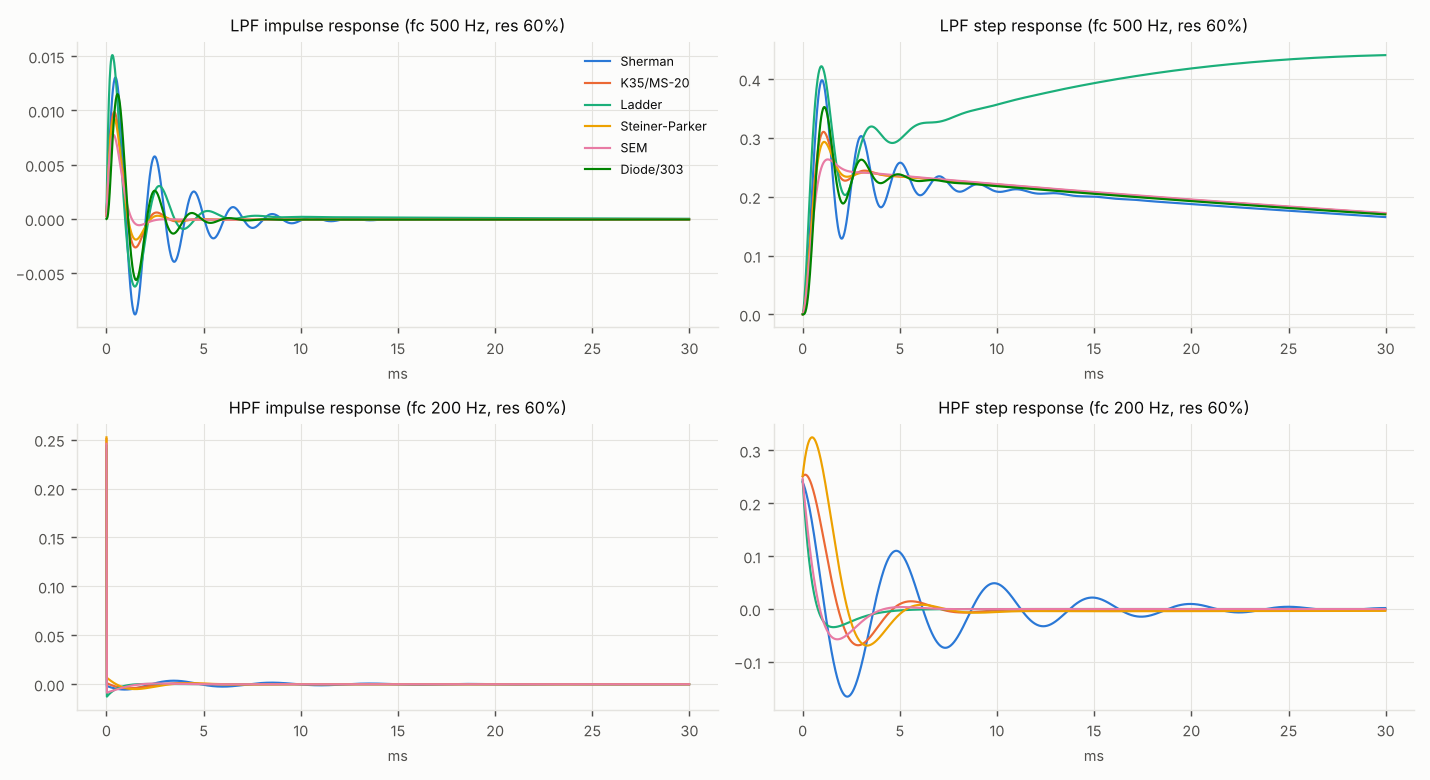 LPF impulse response (fc 500 Hz, res 60%)
0.015
0.010
0.005
0.000
−0.005
Sherman
K35/MS-20
Ladder
Steiner-Parker
SEM
Diode/303
0 5 10 15 20 25 30
ms
LPF step response (fc 500 Hz, res 60%)
0.4
0.3
0.2
0.1
0.0
0 5 10 15 20 25 30
ms
HPF impulse response (fc 200 Hz, res 60%)
0.25
0.20
0.15
0.10
0.05
0.00
0 5 10 15 20 25 30
ms
HPF step response (fc 200 Hz, res 60%)
0.3
0.2
0.1
0.0
−0.1
0 5 10 15 20 25 30
ms